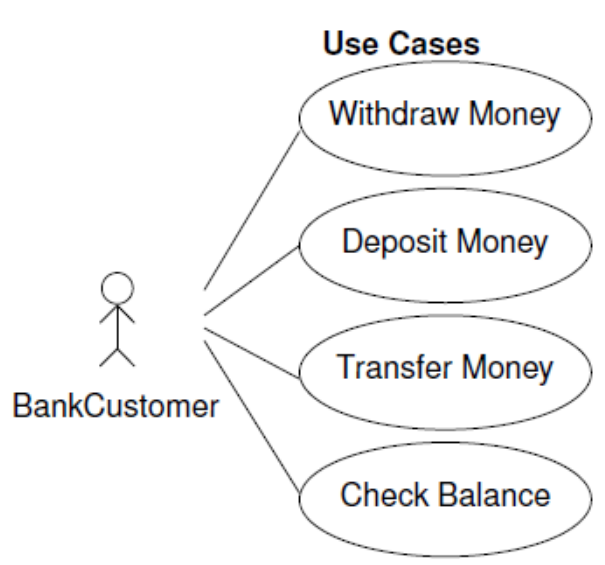 Use Cases
Withdraw Money
Deposit Money
Transfer Money
BankCustomer
Check Balance